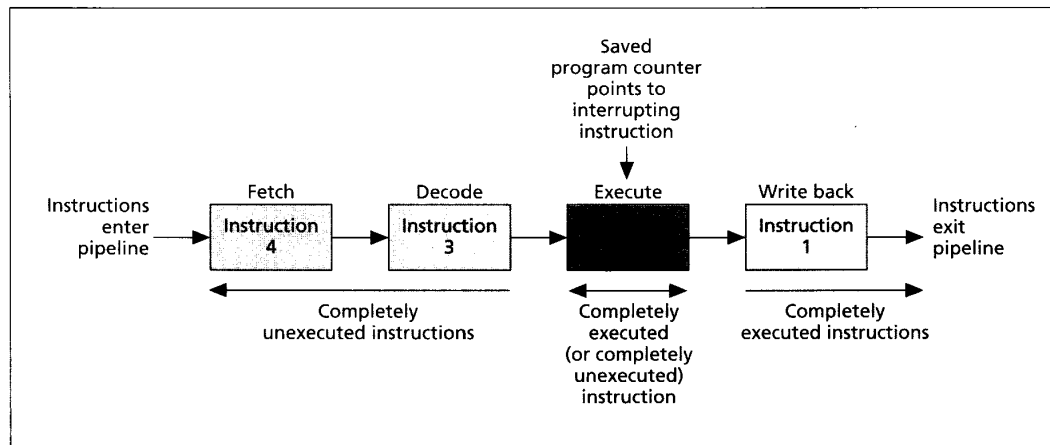 Saved
program counter
points to
interrupting
instruction
Fetch
Decode
Execute
Write back
Instructions
enter
pipeline
Instruction
4
Instruction
3
Instruction
1
Instructions
exit
pipeline
Completely
unexecuted instructions
Completely
executed
(or completely
unexecuted)
instruction
Completely
executed instructions